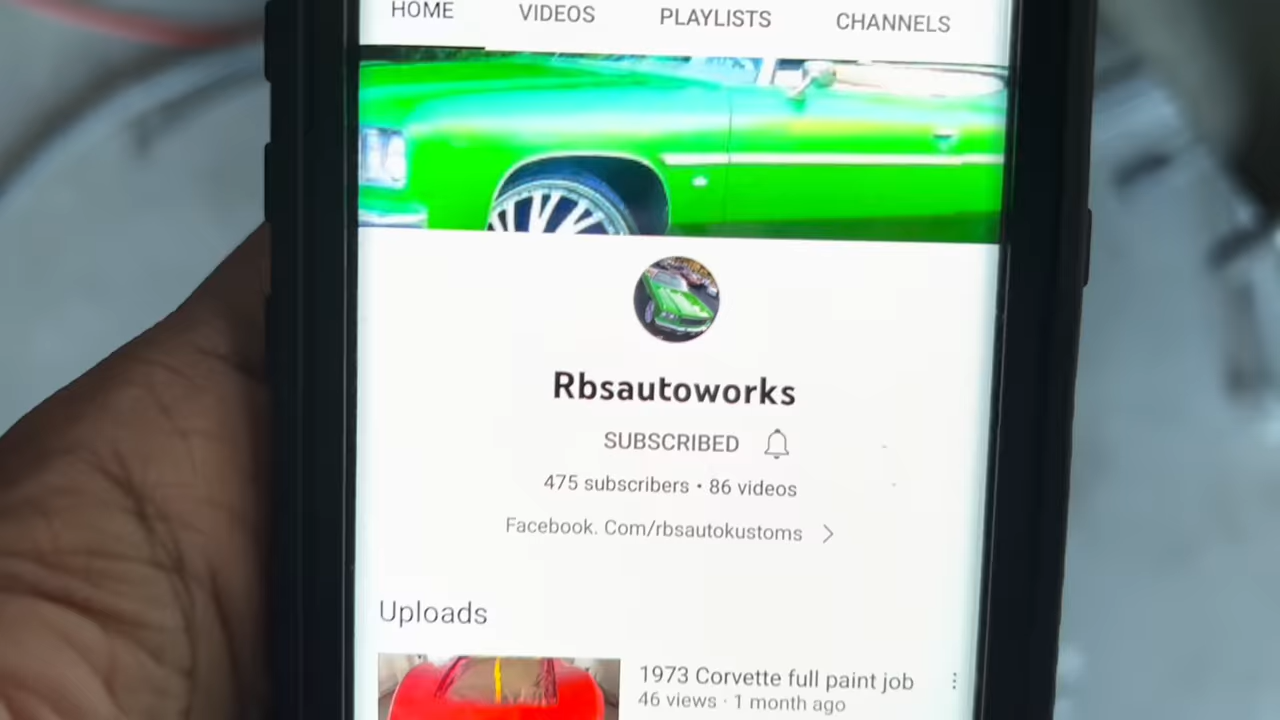 HOME VIDEOS PLAYLISTS CHANNELS
Rbsautoworks
SUBSCRIBED
475 subscribers • 86 videos
Facebook. Com/rbsautokustoms
Uploads
1973 Corvette full paint job
46 views · 1 month ago